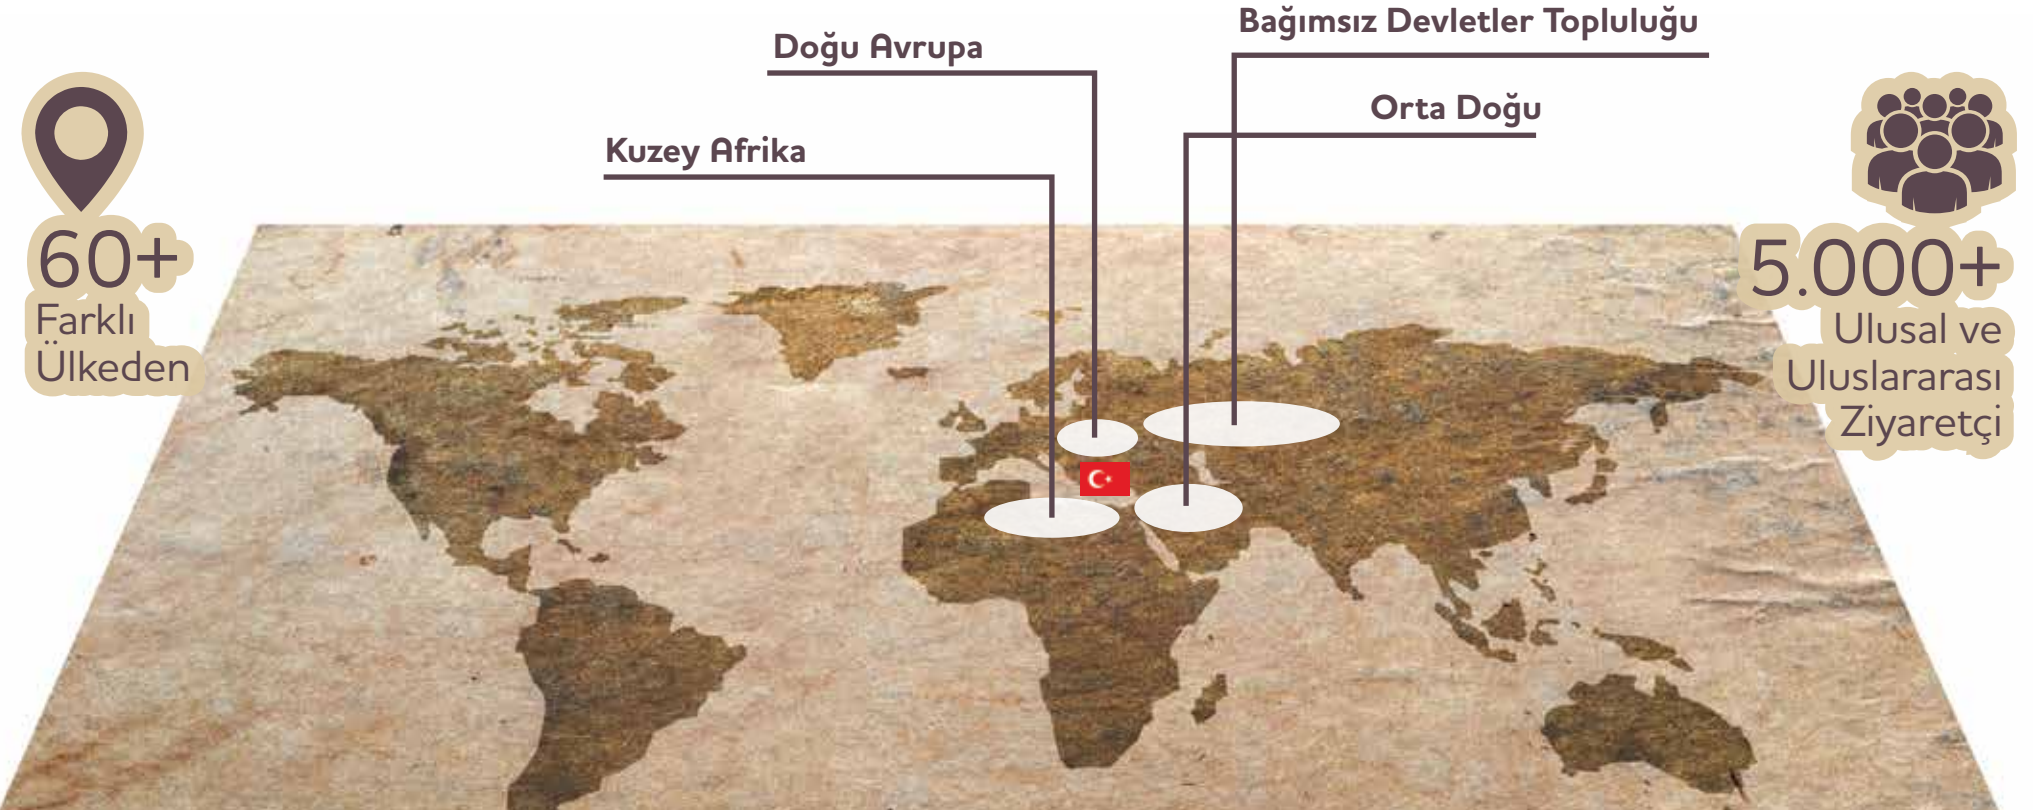 Bağımsız Devletler Topluluğu
Doğu Avrupa
Orta Doğu
Kuzey Afrika
60+
Farklı
Ülkeden
5.000+
Ulusal ve
Uluslararası
Ziyaretçi